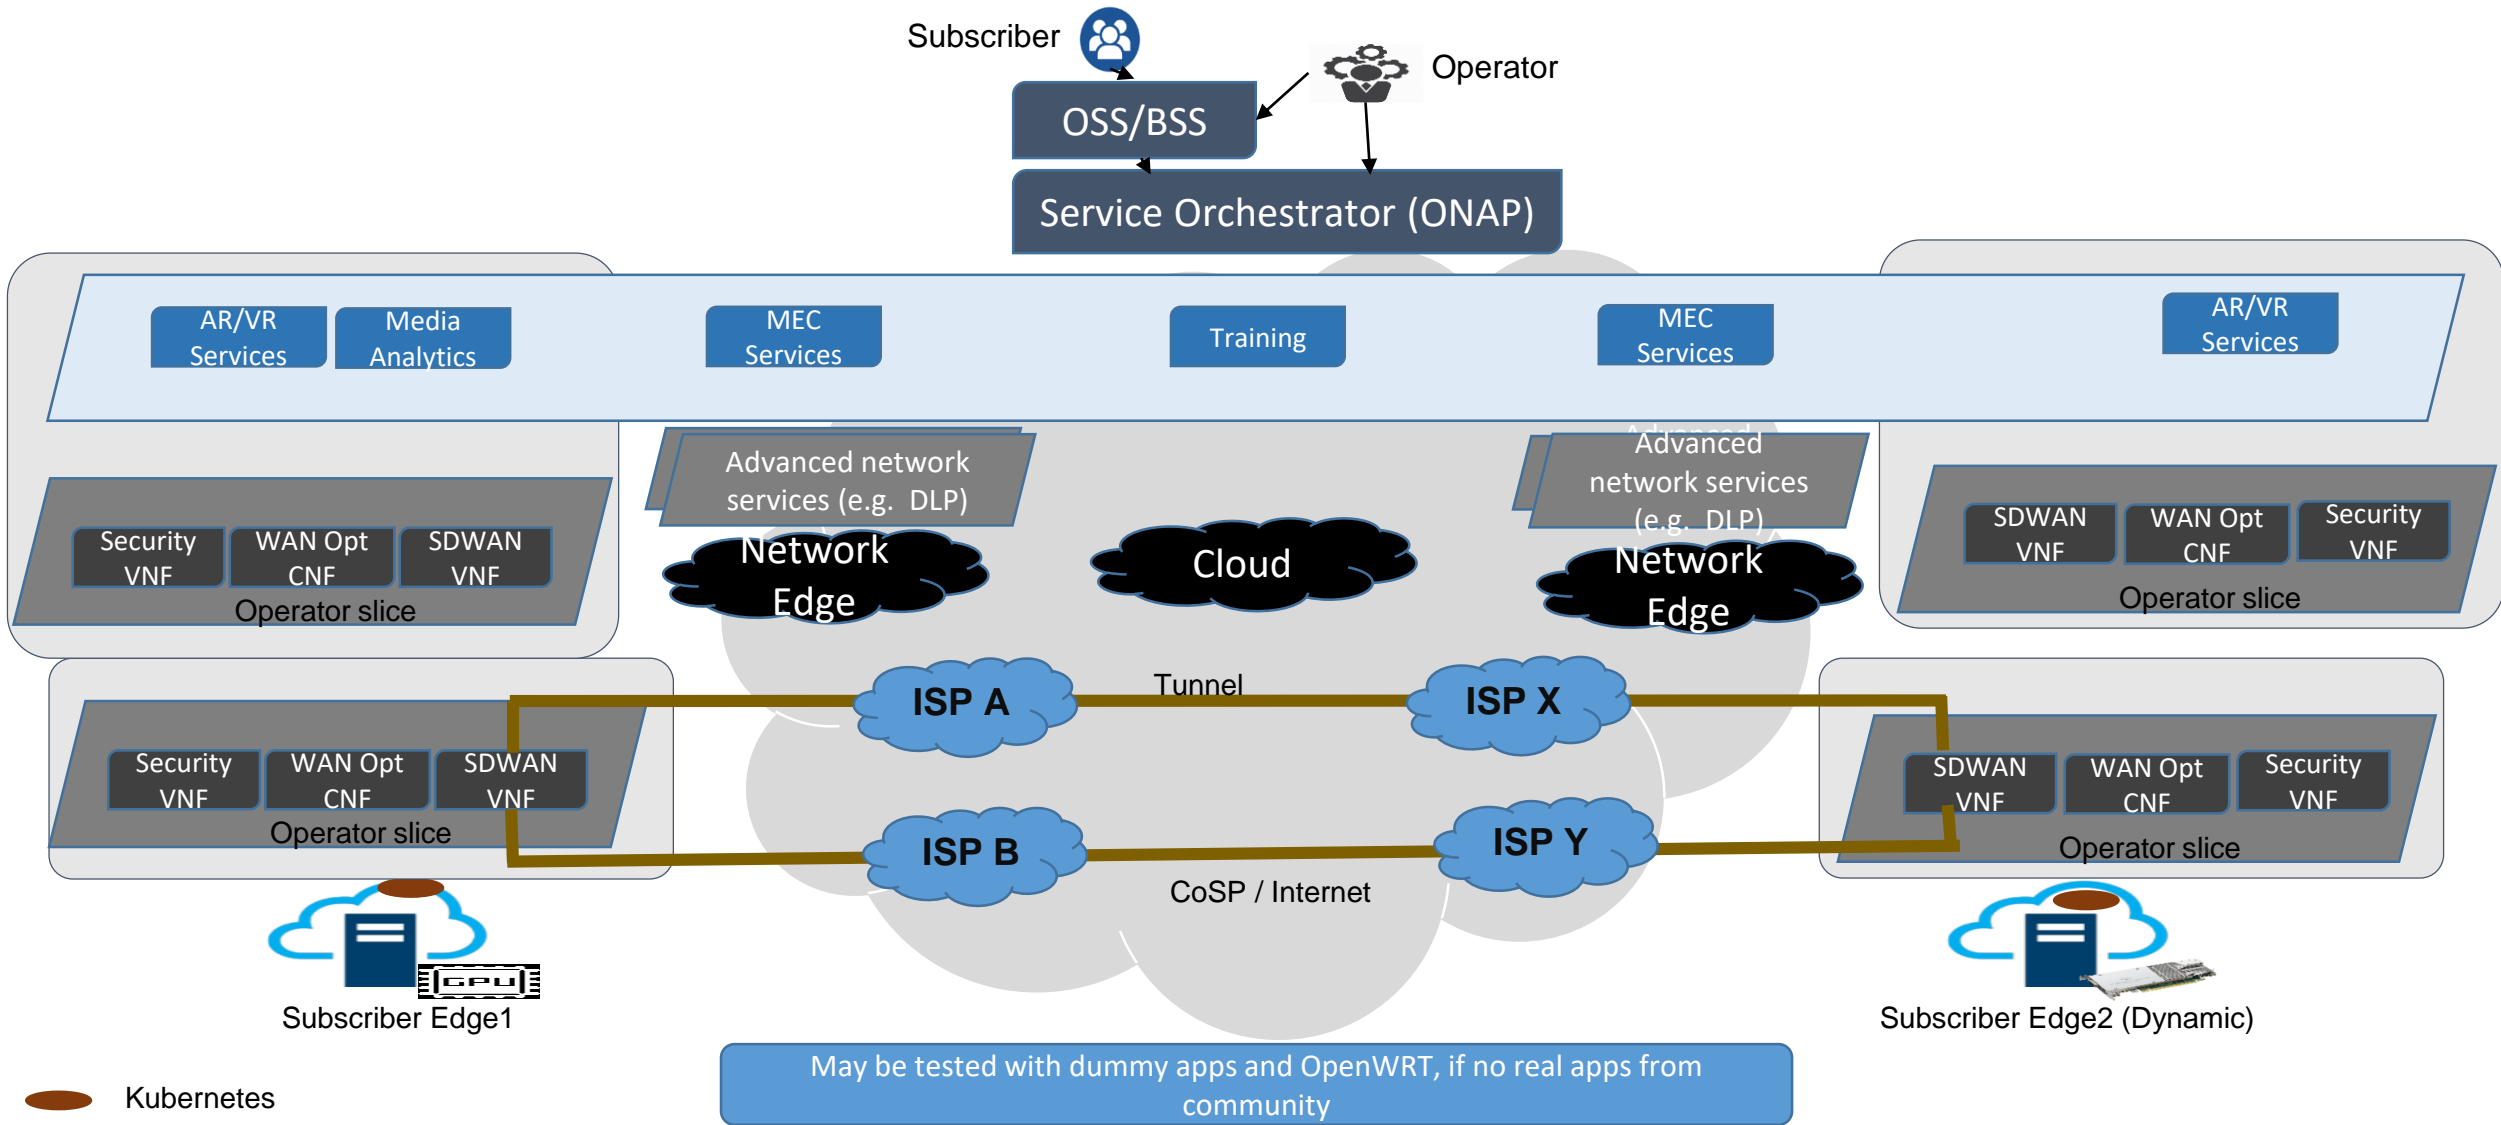 Subscriber
Operator
OSS/BSS
Service Orchestrator (ONAP)
AR/VR
Services
Media
Analytics
MEC
Services
Training
MEC
Services
AR/VR
Services
Advanced network
services (e.g. DLP)
Advanced
Advanced
network services
(e.g. DLP)
Security
VNF
WAN Opt
CNF
SDWAN
VNF
Operator slice
Network
Edge
Cloud
Network
Edge
SDWAN
VNF
WAN Opt
CNF
Security
VNF
Operator slice
ISP A
Tunnel
ISP X
Security
VNF
WAN Opt
CNF
SDWAN
VNF
Operator slice
SDWAN
VNF
WAN Opt
CNF
Security
VNF
Operator slice
ISP B
ISP Y
CoSP / Internet
GPU
Subscriber Edge1
Subscriber Edge2 (Dynamic)
May be tested with dummy apps and OpenWRT, if no real apps from
community
Kubernetes